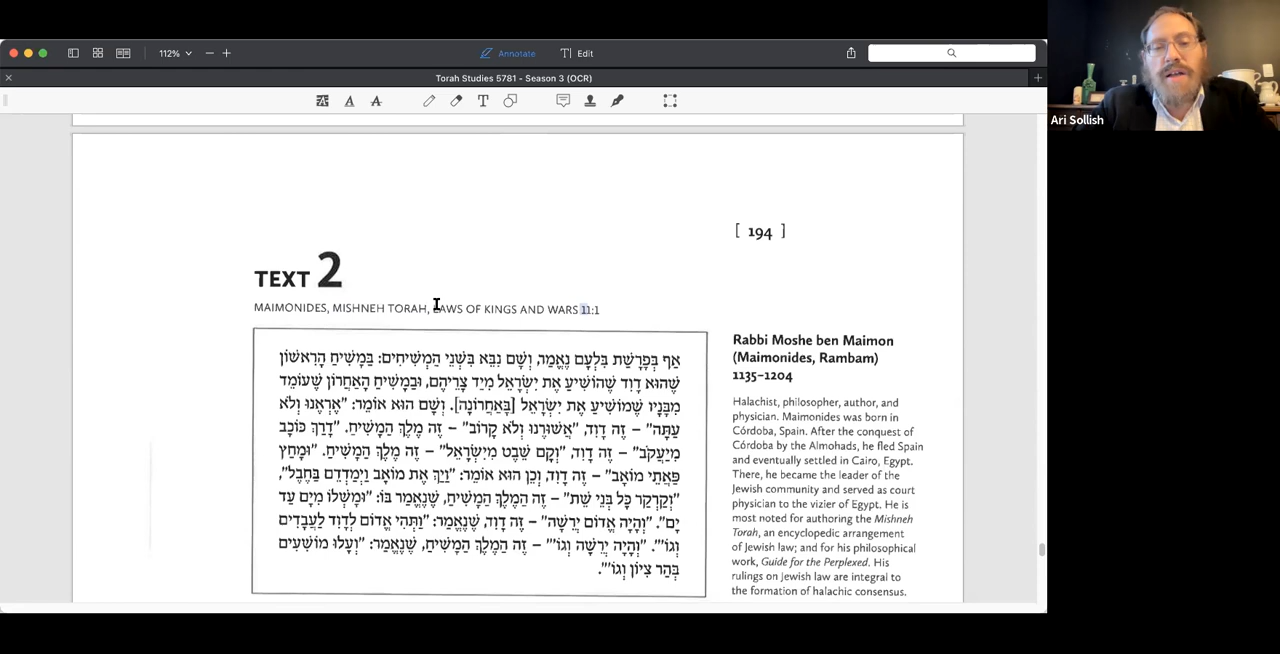 112%
Annotate
Edit
Torah Studies 5781 - Season 3 (OCR)
Ari Sollish
[ 194 ]
TEXT 2
MAIMONIDES, MISHNEH TORAH, LAWS OF KINGS AND WARS 11:1
אַף בְּפָרָשַׁת בִּלְעָם נֶאֱמַר, וְשָׁם נִבֵּא בִּשְׁנֵי הַמְשִׁיחִים: בַּמָּשִׁיחַ הָרִאשׁוֹן
שֶׁהוּא דָוִד שֶׁהוֹשִׁיעַ אֶת יִשְׂרָאֵל מִיַּד צָרֵיהֶם, וּבַמָּשִׁיחַ הָאַחֲרוֹן שֶׁעוֹמֵד
מִבָּנָיו שֶׁמּוֹשִׁיעַ אֶת יִשְׂרָאֵל [בָּאַחֲרוֹנָה]. וְשָׁם הוּא אוֹמֵר: "אֶרְאֶנּוּ וְלֹא
עַתָּה" – זֶה דָוִד, "אֲשׁוּרֶנּוּ וְלֹא קָרוֹב" – זֶה מֶלֶךְ הַמָּשִׁיחַ. "דָּרַךְ כּוֹכָב
מִיַּעֲקֹב" – זֶה דָוִד, "וְקָם שֵׁבֶט מִיִּשְׂרָאֵל" – זֶה מֶלֶךְ הַמָּשִׁיחַ. "וּמָחַץ
פַּאֲתֵי מוֹאָב" – זֶה דָוִד, וְכֵן הוּא אוֹמֵר: "וַיַּךְ אֶת מוֹאָב וַיְמַדְּדֵם בַּחֶבֶל",
"וְקַרְקַר כָּל בְּנֵי שֵׁת" – זֶה הַמֶּלֶךְ הַמָּשִׁיחַ, שֶׁנֶּאֱמַר בּוֹ: "וּמָשְׁלוֹ מִיָּם עַד
יָם". "וְהָיָה אֱדוֹם יְרֵשָׁה" – זֶה דָוִד, שֶׁנֶּאֱמַר: "וַתְּהִי אֱדוֹם לְדָוִד לַעֲבָדִים
וְגוֹ'". "וְהָיָה יְרֵשָׁה וְגוֹ'" – זֶה הַמֶּלֶךְ הַמָּשִׁיחַ, שֶׁנֶּאֱמַר: "וְעָלוּ מוֹשִׁעִים
בְּהַר צִיּוֹן וְגוֹ'".
Rabbi Moshe ben Maimon
(Maimonides, Rambam)
1135–1204
Halachist, philosopher, author, and
physician. Maimonides was born in
Córdoba, Spain. After the conquest of
Córdoba by the Almohads, he fled Spain
and eventually settled in Cairo, Egypt.
There, he became the leader of the
Jewish community and served as court
physician to the vizier of Egypt. He is
most noted for authoring the Mishneh
Torah, an encyclopedic arrangement
of Jewish law; and for his philosophical
work, Guide for the Perplexed. His
rulings on Jewish law are integral to
the formation of halachic consensus.